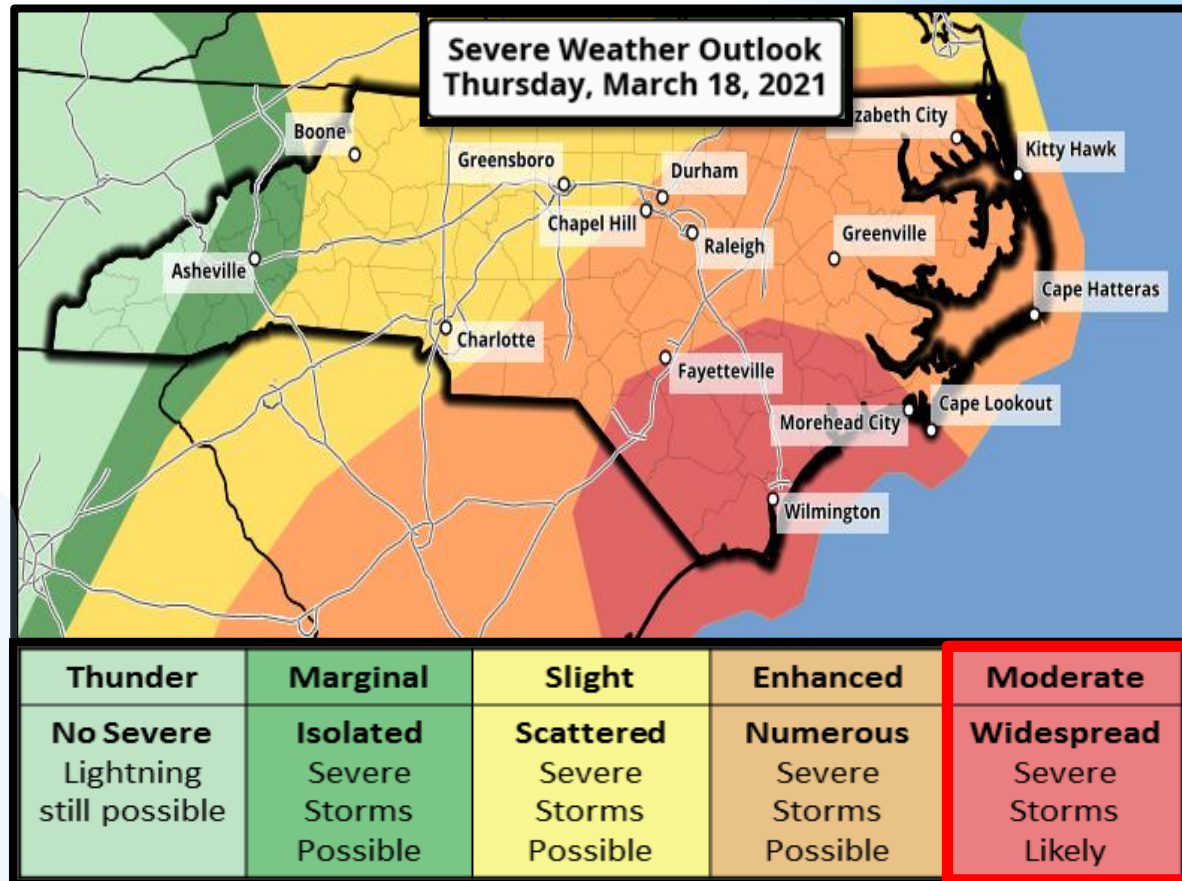 Severe Weather Outlook
Thursday, March 18, 2021
Boone
Greensboro
Durham
zabeth City
Kitty Hawk
Chapel Hill
Raleigh
Greenville
Asheville
Cape Hatteras
Charlotte
Fayetteville
Cape Lookout
Morehead City
Wilmington
Thunder
No Severe
Lightning
still possible
Marginal
Isolated
Severe
Storms
Possible
Slight
Scattered
Severe
Storms
Possible
Enhanced
Numerous
Severe
Storms
Possible
Moderate
Widespread
Severe
Storms
Likely